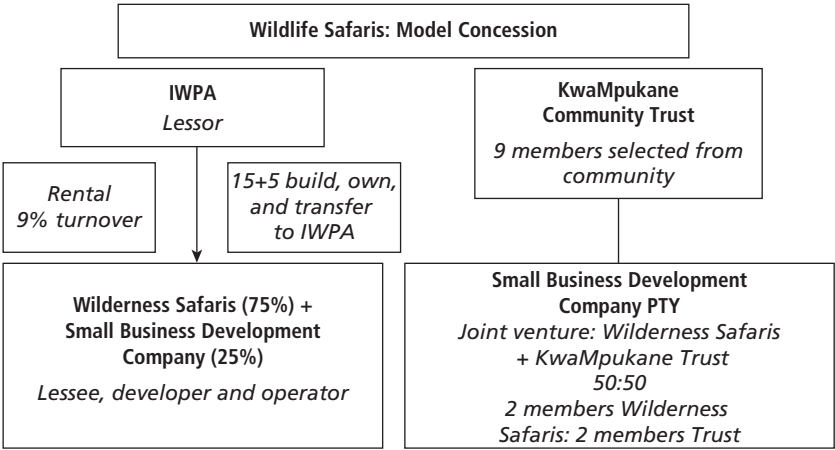 Wildlife Safaris: Model Concession
IWPA
Lessor
KwaMpukane
Community Trust
9 members selected from
community
Rental
9% turnover
15+5 build, own,
and transfer
to IWPA
Wilderness Safaris (75%) +
Small Business Development
Company (25%)
Lessee, developer and operator
Small Business Development
Company PTY
Joint venture: Wilderness Safaris
+ KwaMpukane Trust
50:50
2 members Wilderness
Safaris: 2 members Trust